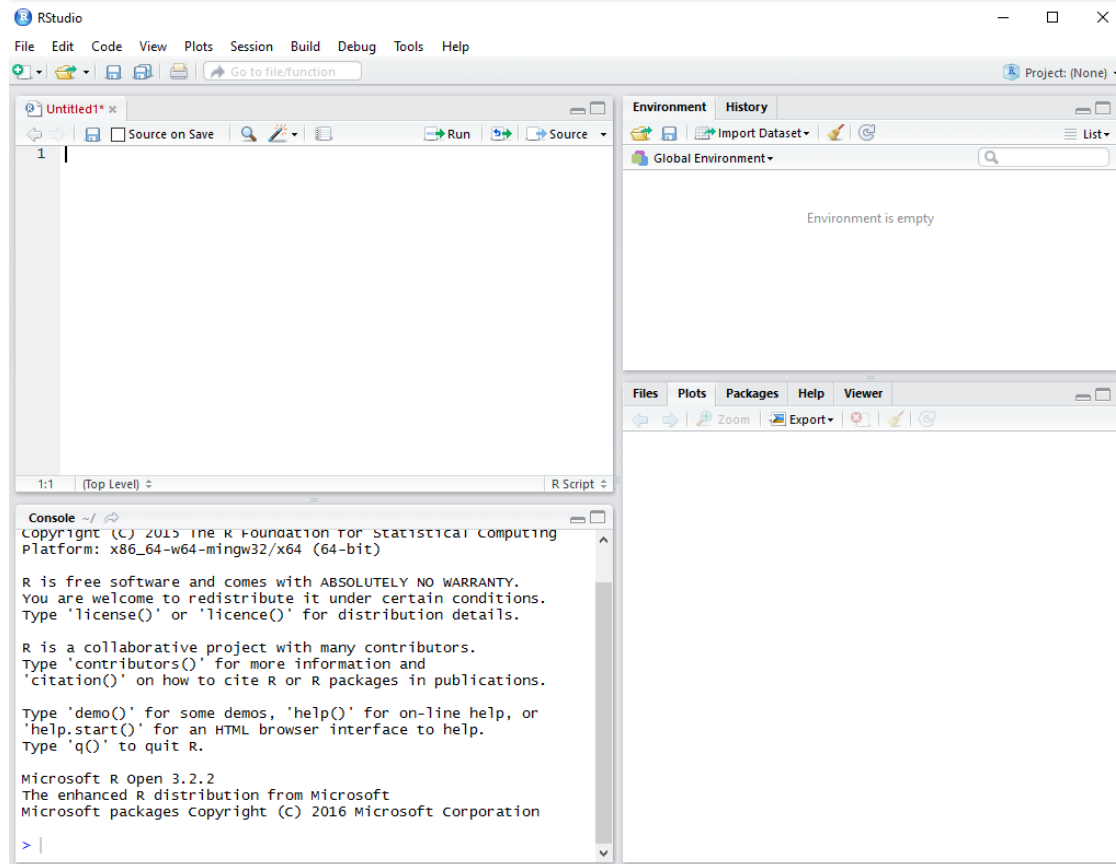 RStudio
File Edit Code View Plots Session Build Debug Tools Help
Go to file/function
Project: (None)
Untitled1*
Source on Save
Run
Source
1
1:1 (Top Level)
R Script
Console ~/
Copyright (C) 2015 The R Foundation for Statistical Computing
Platform: x86_64-w64-mingw32/x64 (64-bit)
R is free software and comes with ABSOLUTELY NO WARRANTY.
You are welcome to redistribute it under certain conditions.
Type 'license()' or 'licence()' for distribution details.
R is a collaborative project with many contributors.
Type 'contributors()' for more information and
'citation()' on how to cite R or R packages in publications.
Type 'demo()' for some demos, 'help()' for on-line help, or
'help.start()' for an HTML browser interface to help.
Type 'q()' to quit R.
Microsoft R Open 3.2.2
The enhanced R distribution from Microsoft
Microsoft packages Copyright (C) 2016 Microsoft Corporation
>
Environment History
Import Dataset
List
Global Environment
Environment is empty
Files Plots Packages Help Viewer
Zoom
Export